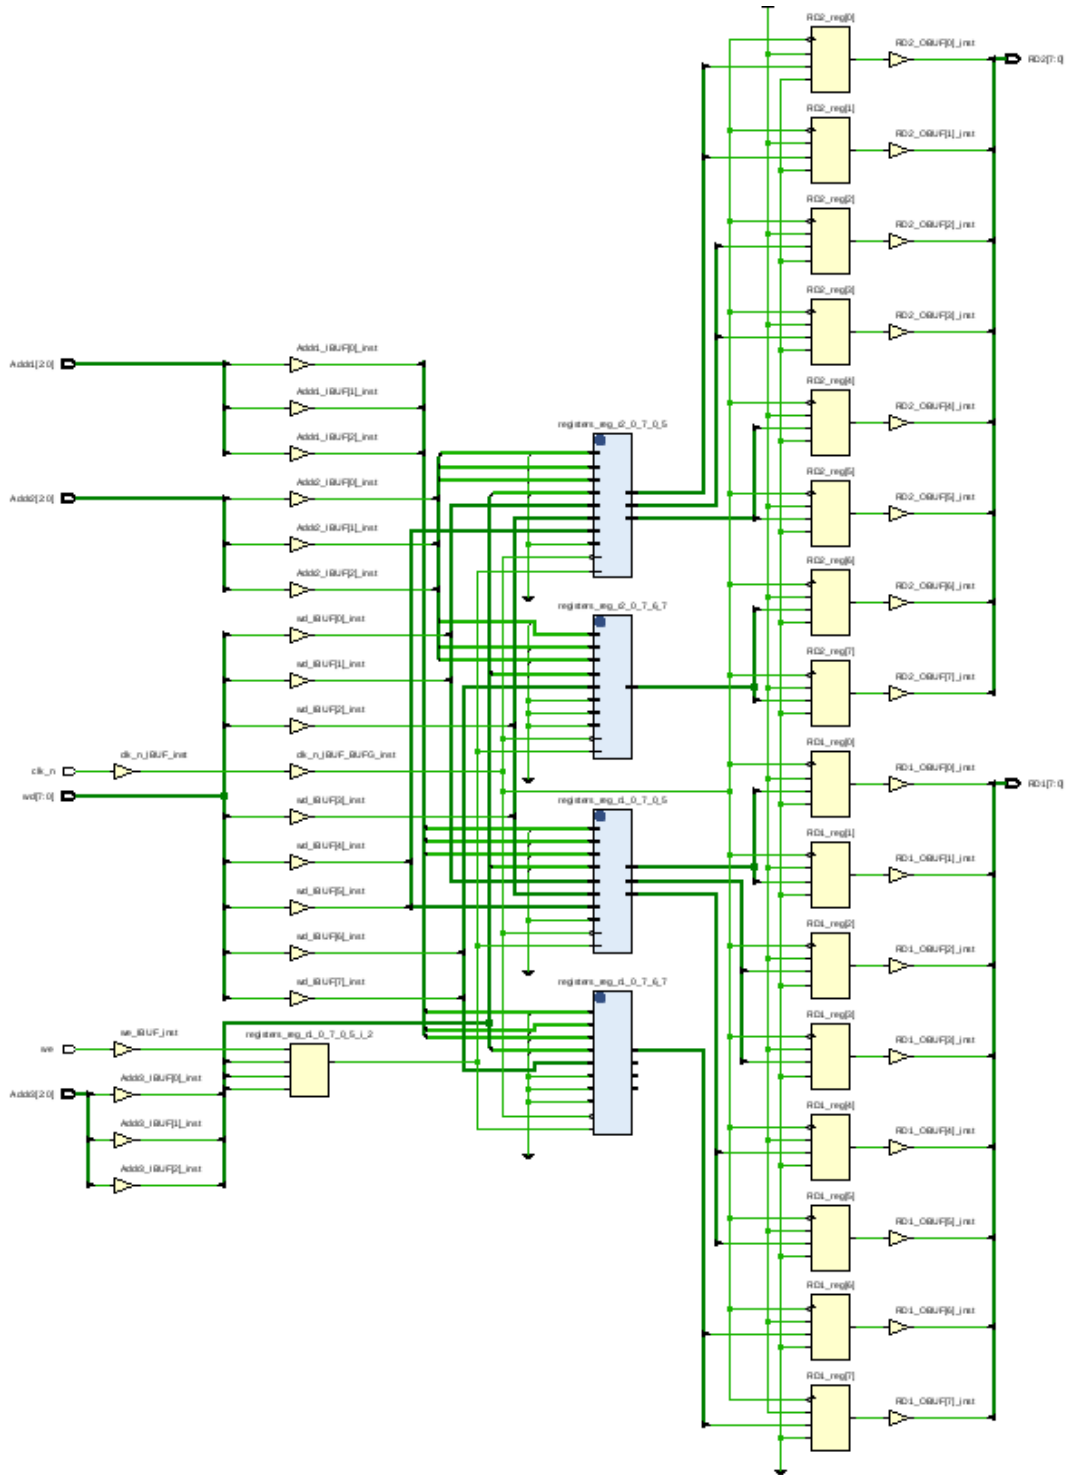 RD2_reg[0]
RD2_OBUF[0]_inst
RD2[7:0]
RD2_reg[1]
RD2_OBUF[1]_inst
RD2_reg[2]
RD2_OBUF[2]_inst
RD2_reg[3]
RD2_OBUF[3]_inst
Add1_IBUF[0]_inst
Add1[2:0]
RD2_reg[4]
Add1_IBUF[1]_inst
RD2_OBUF[4]_inst
registers_reg_r2_0_7_0_5
Add1_IBUF[2]_inst
RD2_reg[5]
Add2_IBUF[0]_inst
Add2[2:0]
RD2_OBUF[5]_inst
Add2_IBUF[1]_inst
RD2_reg[6]
Add2_IBUF[2]_inst
RD2_OBUF[6]_inst
registers_reg_r2_0_7_6_7
wd_IBUF[0]_inst
RD2_reg[7]
wd_IBUF[1]_inst
RD2_OBUF[7]_inst
wd_IBUF[2]_inst
RD1_reg[0]
clk_n_IBUF_inst
clk_n_IBUF_BUFG_inst
clk_n
RD1_OBUF[0]_inst
RD1[7:0]
wd[7:0]
wd_IBUF[3]_inst
registers_reg_r1_0_7_0_5
RD1_reg[1]
wd_IBUF[4]_inst
RD1_OBUF[1]_inst
wd_IBUF[5]_inst
RD1_reg[2]
wd_IBUF[6]_inst
RD1_OBUF[2]_inst
registers_reg_r1_0_7_6_7
wd_IBUF[7]_inst
RD1_reg[3]
we_IBUF_inst
registers_reg_r1_0_7_0_5_i_2
we
RD1_OBUF[3]_inst
Add3_IBUF[0]_inst
Add3[2:0]
RD1_reg[4]
Add3_IBUF[1]_inst
RD1_OBUF[4]_inst
Add3_IBUF[2]_inst
RD1_reg[5]
RD1_OBUF[5]_inst
RD1_reg[6]
RD1_OBUF[6]_inst
RD1_reg[7]
RD1_OBUF[7]_inst